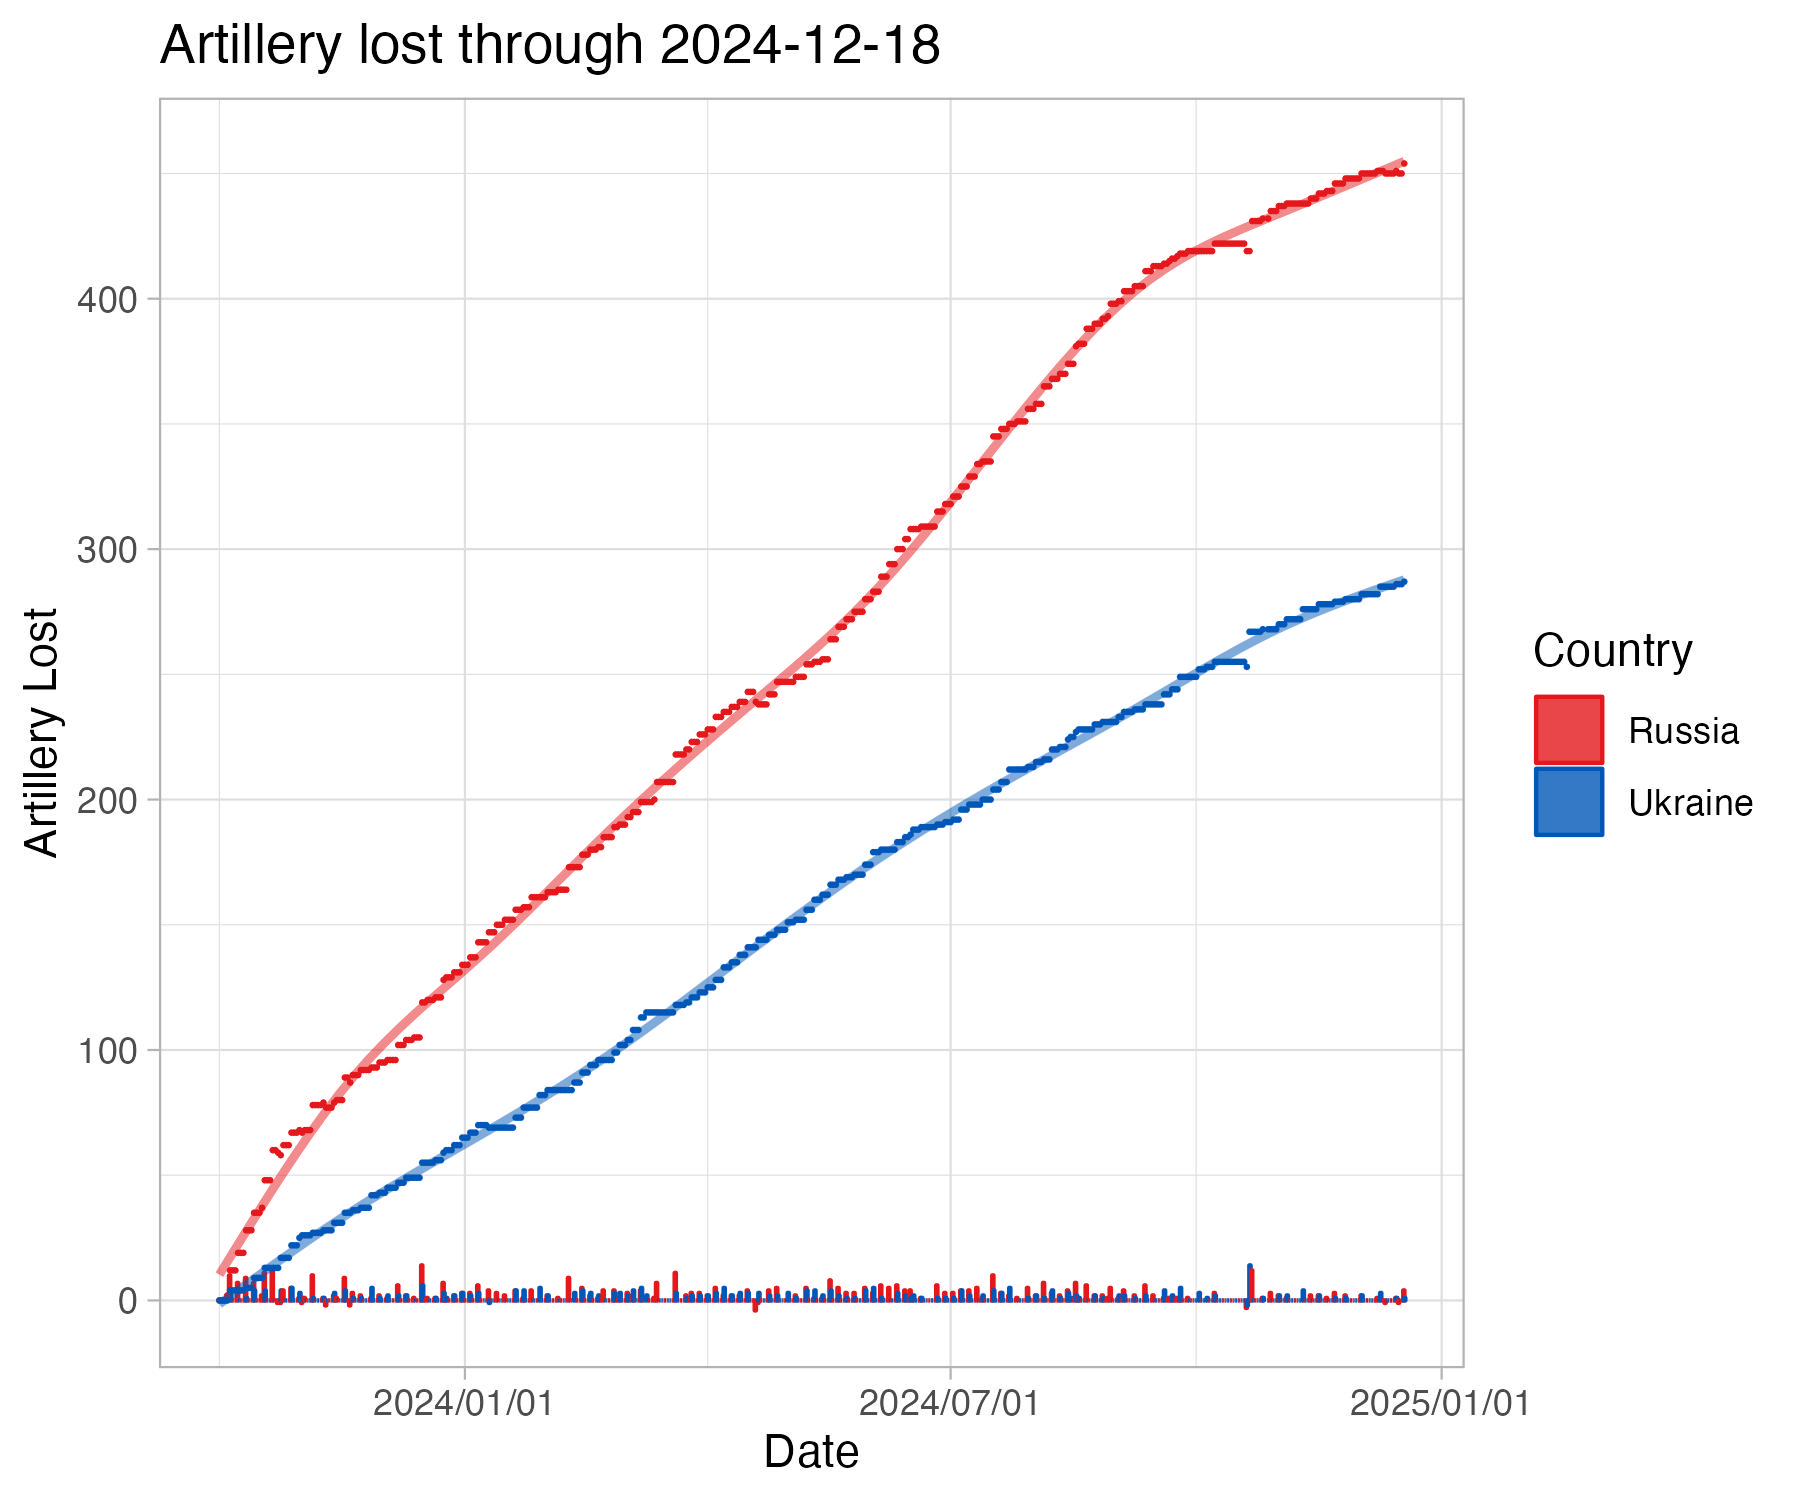 Artillery lost through 2024-12-18
Artillery Lost
400
300
200
100
0
2024/01/01
2024/07/01
2025/01/01
Date
Country
Russia
Ukraine